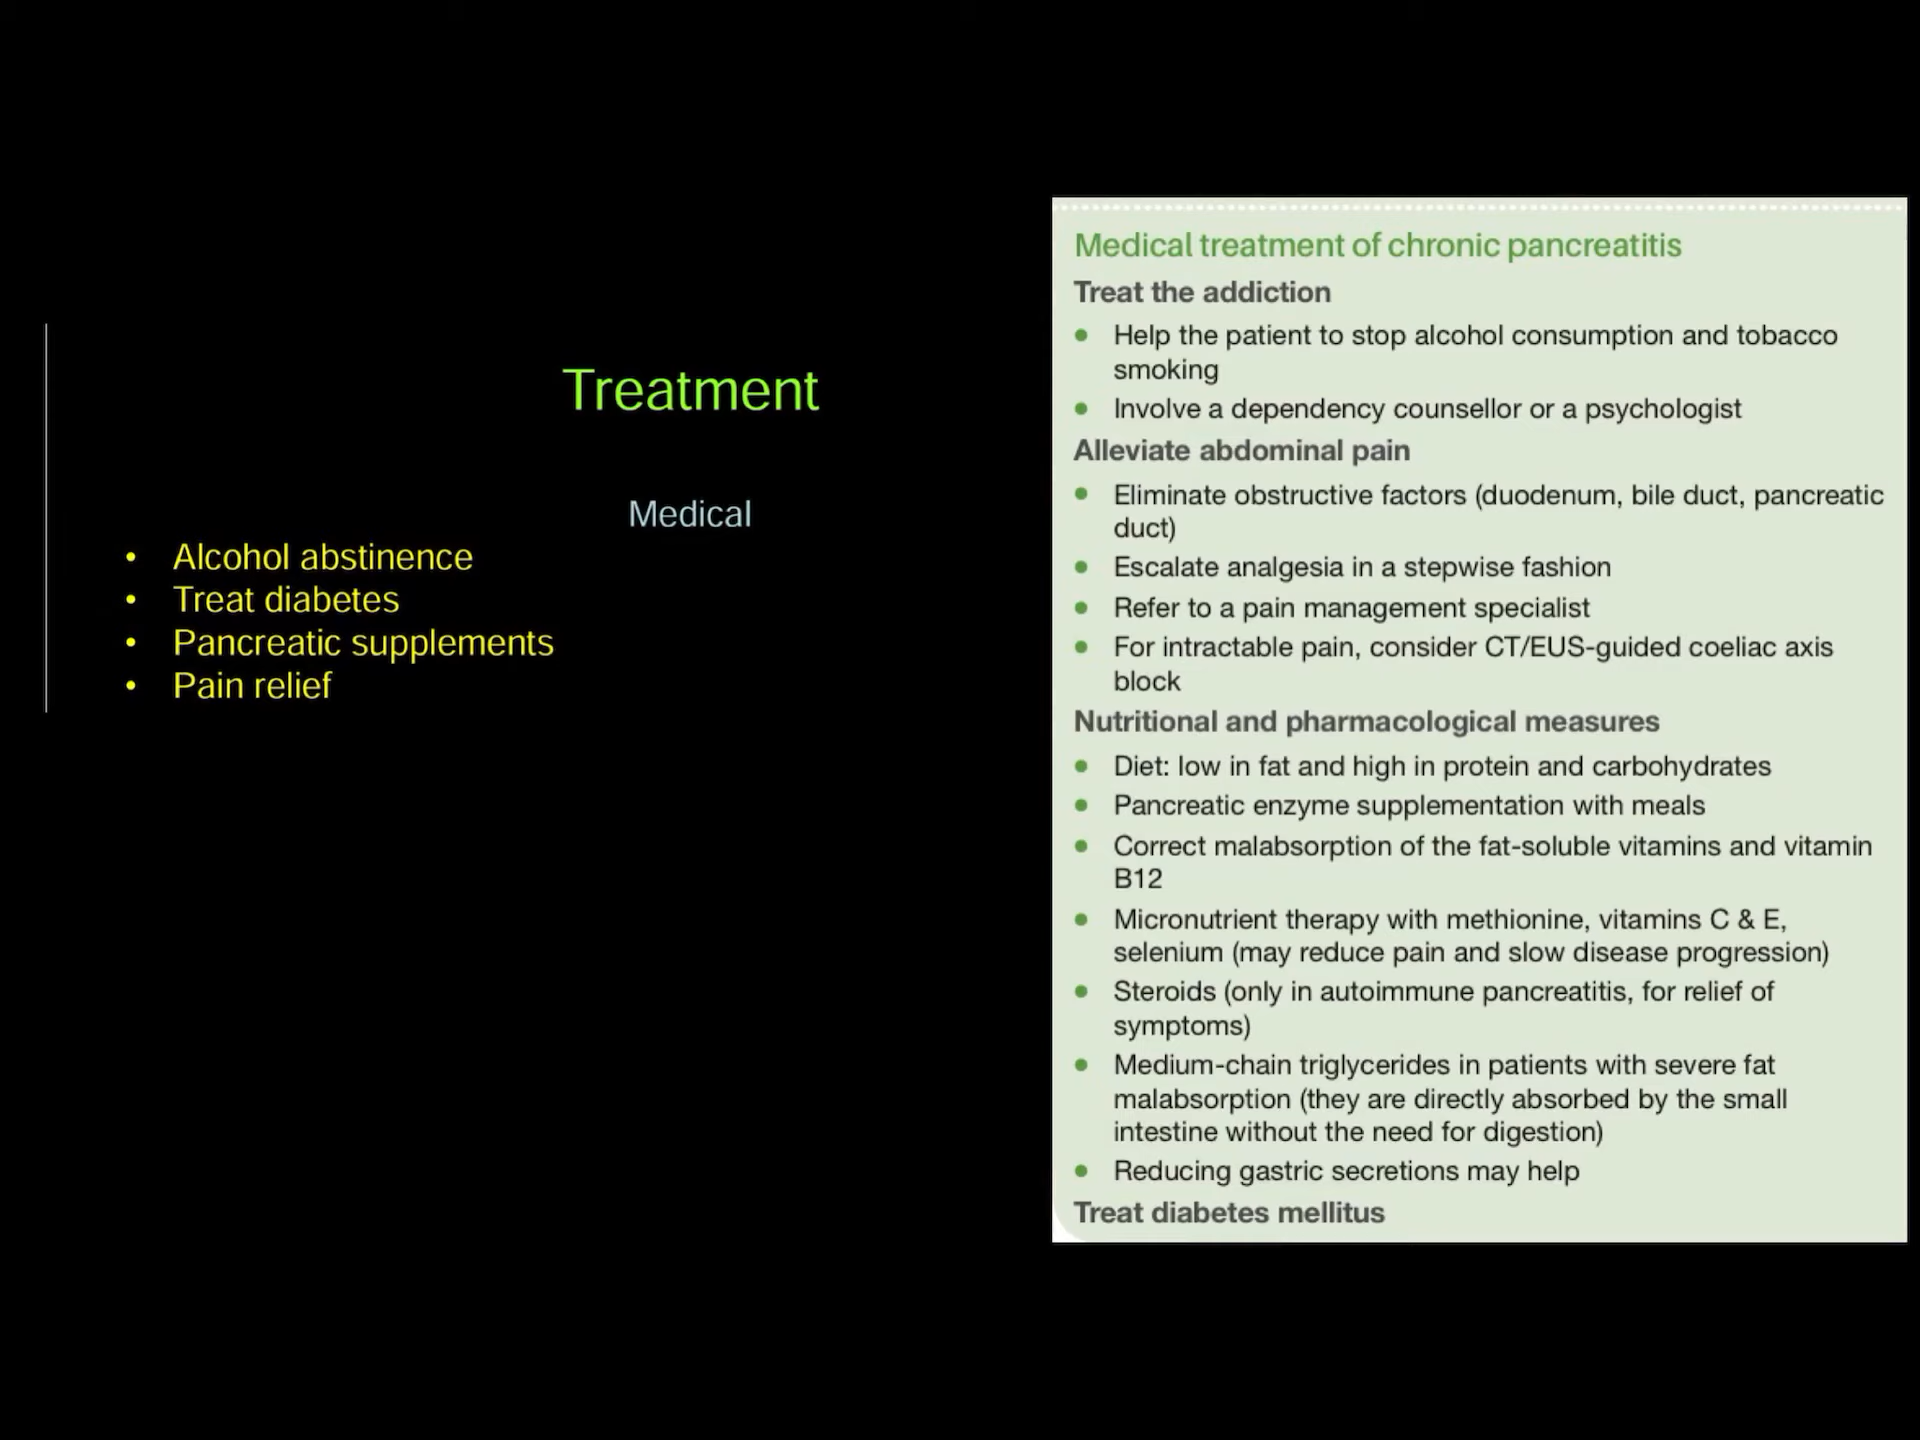 Treatment
Medical
• Alcohol abstinence
• Treat diabetes
• Pancreatic supplements
• Pain relief
Medical treatment of chronic pancreatitis
Treat the addiction
• Help the patient to stop alcohol consumption and tobacco
smoking
• Involve a dependency counsellor or a psychologist
Alleviate abdominal pain
• Eliminate obstructive factors (duodenum, bile duct, pancreatic
duct)
• Escalate analgesia in a stepwise fashion
• Refer to a pain management specialist
• For intractable pain, consider CT/EUS-guided coeliac axis
block
Nutritional and pharmacological measures
• Diet: low in fat and high in protein and carbohydrates
• Pancreatic enzyme supplementation with meals
• Correct malabsorption of the fat-soluble vitamins and vitamin
B12
• Micronutrient therapy with methionine, vitamins C & E,
selenium (may reduce pain and slow disease progression)
• Steroids (only in autoimmune pancreatitis, for relief of
symptoms)
• Medium-chain triglycerides in patients with severe fat
malabsorption (they are directly absorbed by the small
intestine without the need for digestion)
• Reducing gastric secretions may help
Treat diabetes mellitus